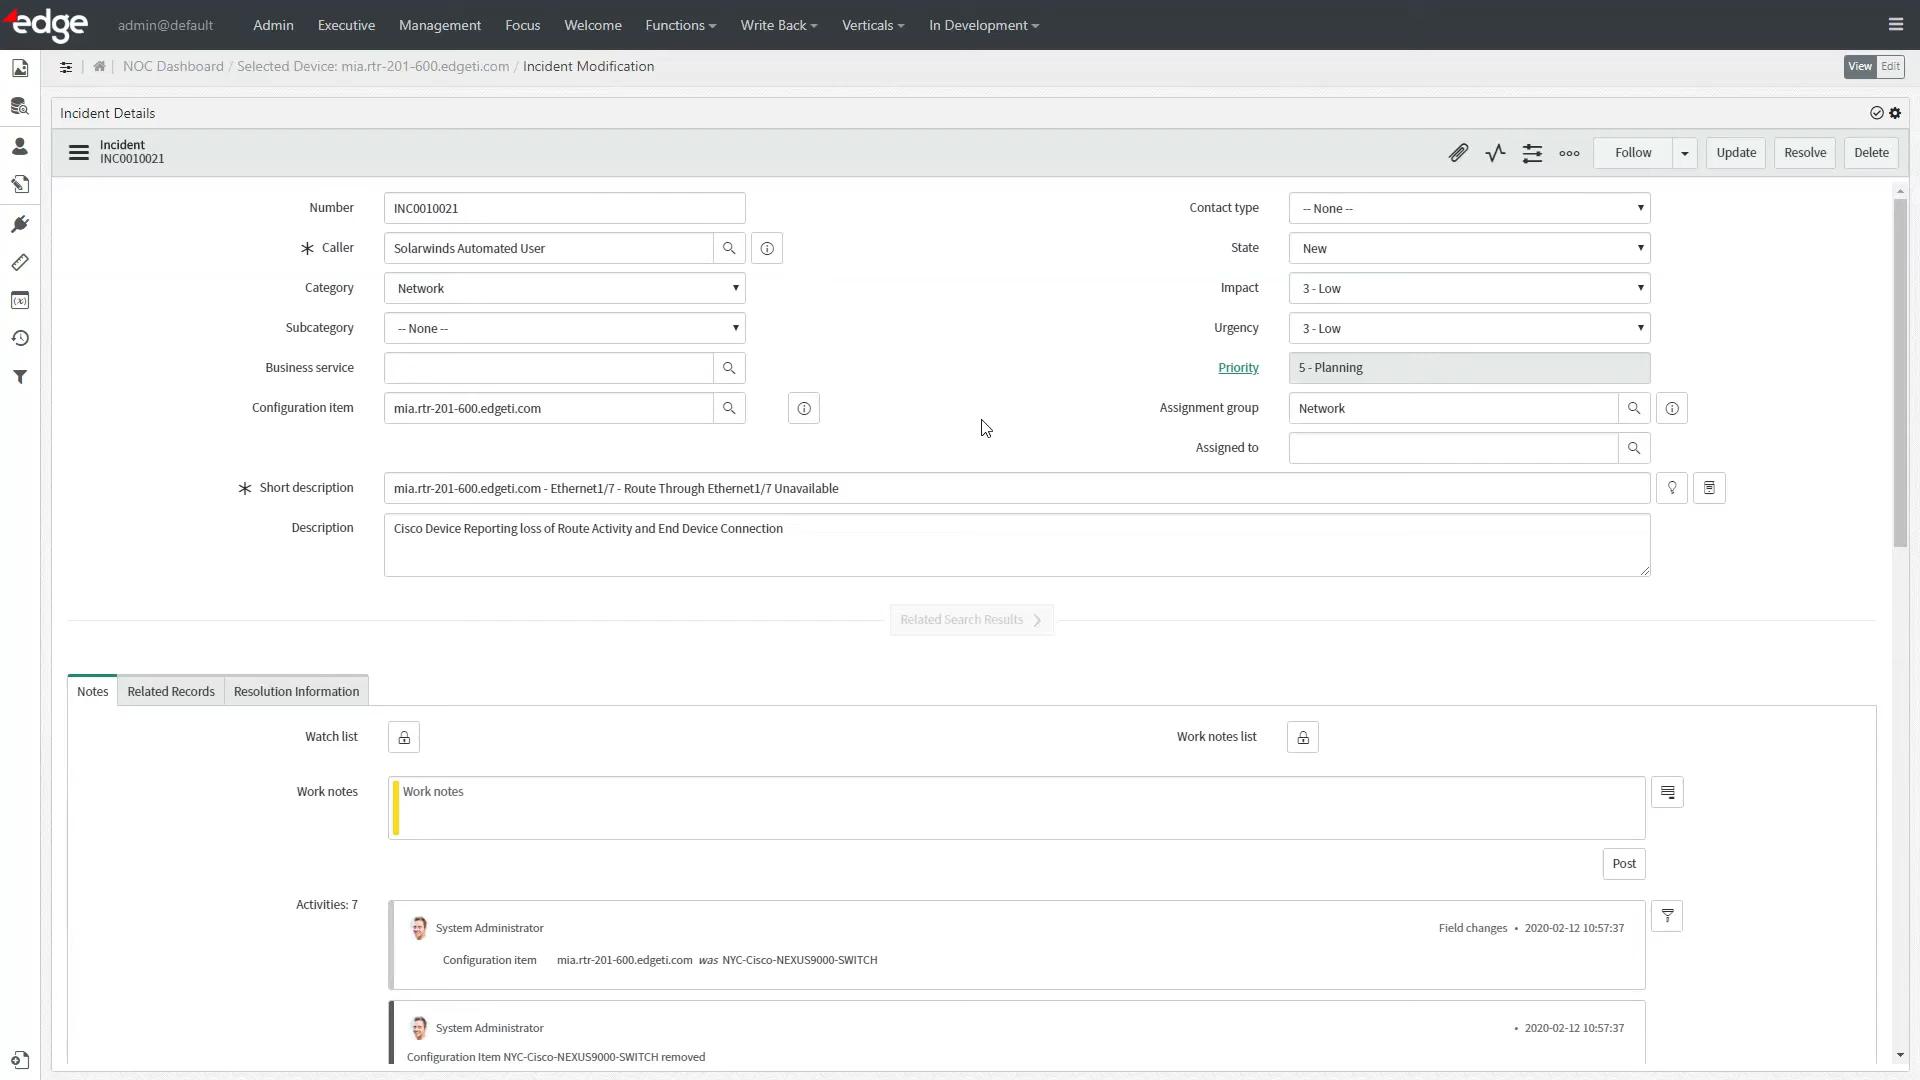 edge admin@default Admin Executive Management Focus Welcome Functions Write Back Verticals In Development
NOC Dashboard / Selected Device: mia.rtr-201-600.edgeti.com / Incident Modification View Edit
Incident Details
Incident
INC0010021
Follow Update Resolve Delete
Number INC0010021 Contact type -- None --
Caller Solarwinds Automated User State New
Category Network Impact 3 - Low
Subcategory -- None -- Urgency 3 - Low
Business service Priority 5 - Planning
Configuration item mia.rtr-201-600.edgeti.com Assignment group Network
Assigned to
Short description mia.rtr-201-600.edgeti.com - Ethernet1/7 - Route Through Ethernet1/7 Unavailable
Description Cisco Device Reporting loss of Route Activity and End Device Connection
Related Search Results
Notes Related Records Resolution Information
Watch list Work notes list
Work notes Work notes
Post
Activities: 7
System Administrator Field changes • 2020-02-12 10:57:37
Configuration item mia.rtr-201-600.edgeti.com was NYC-Cisco-NEXUS9000-SWITCH
System Administrator • 2020-02-12 10:57:37
Configuration Item NYC-Cisco-NEXUS9000-SWITCH removed